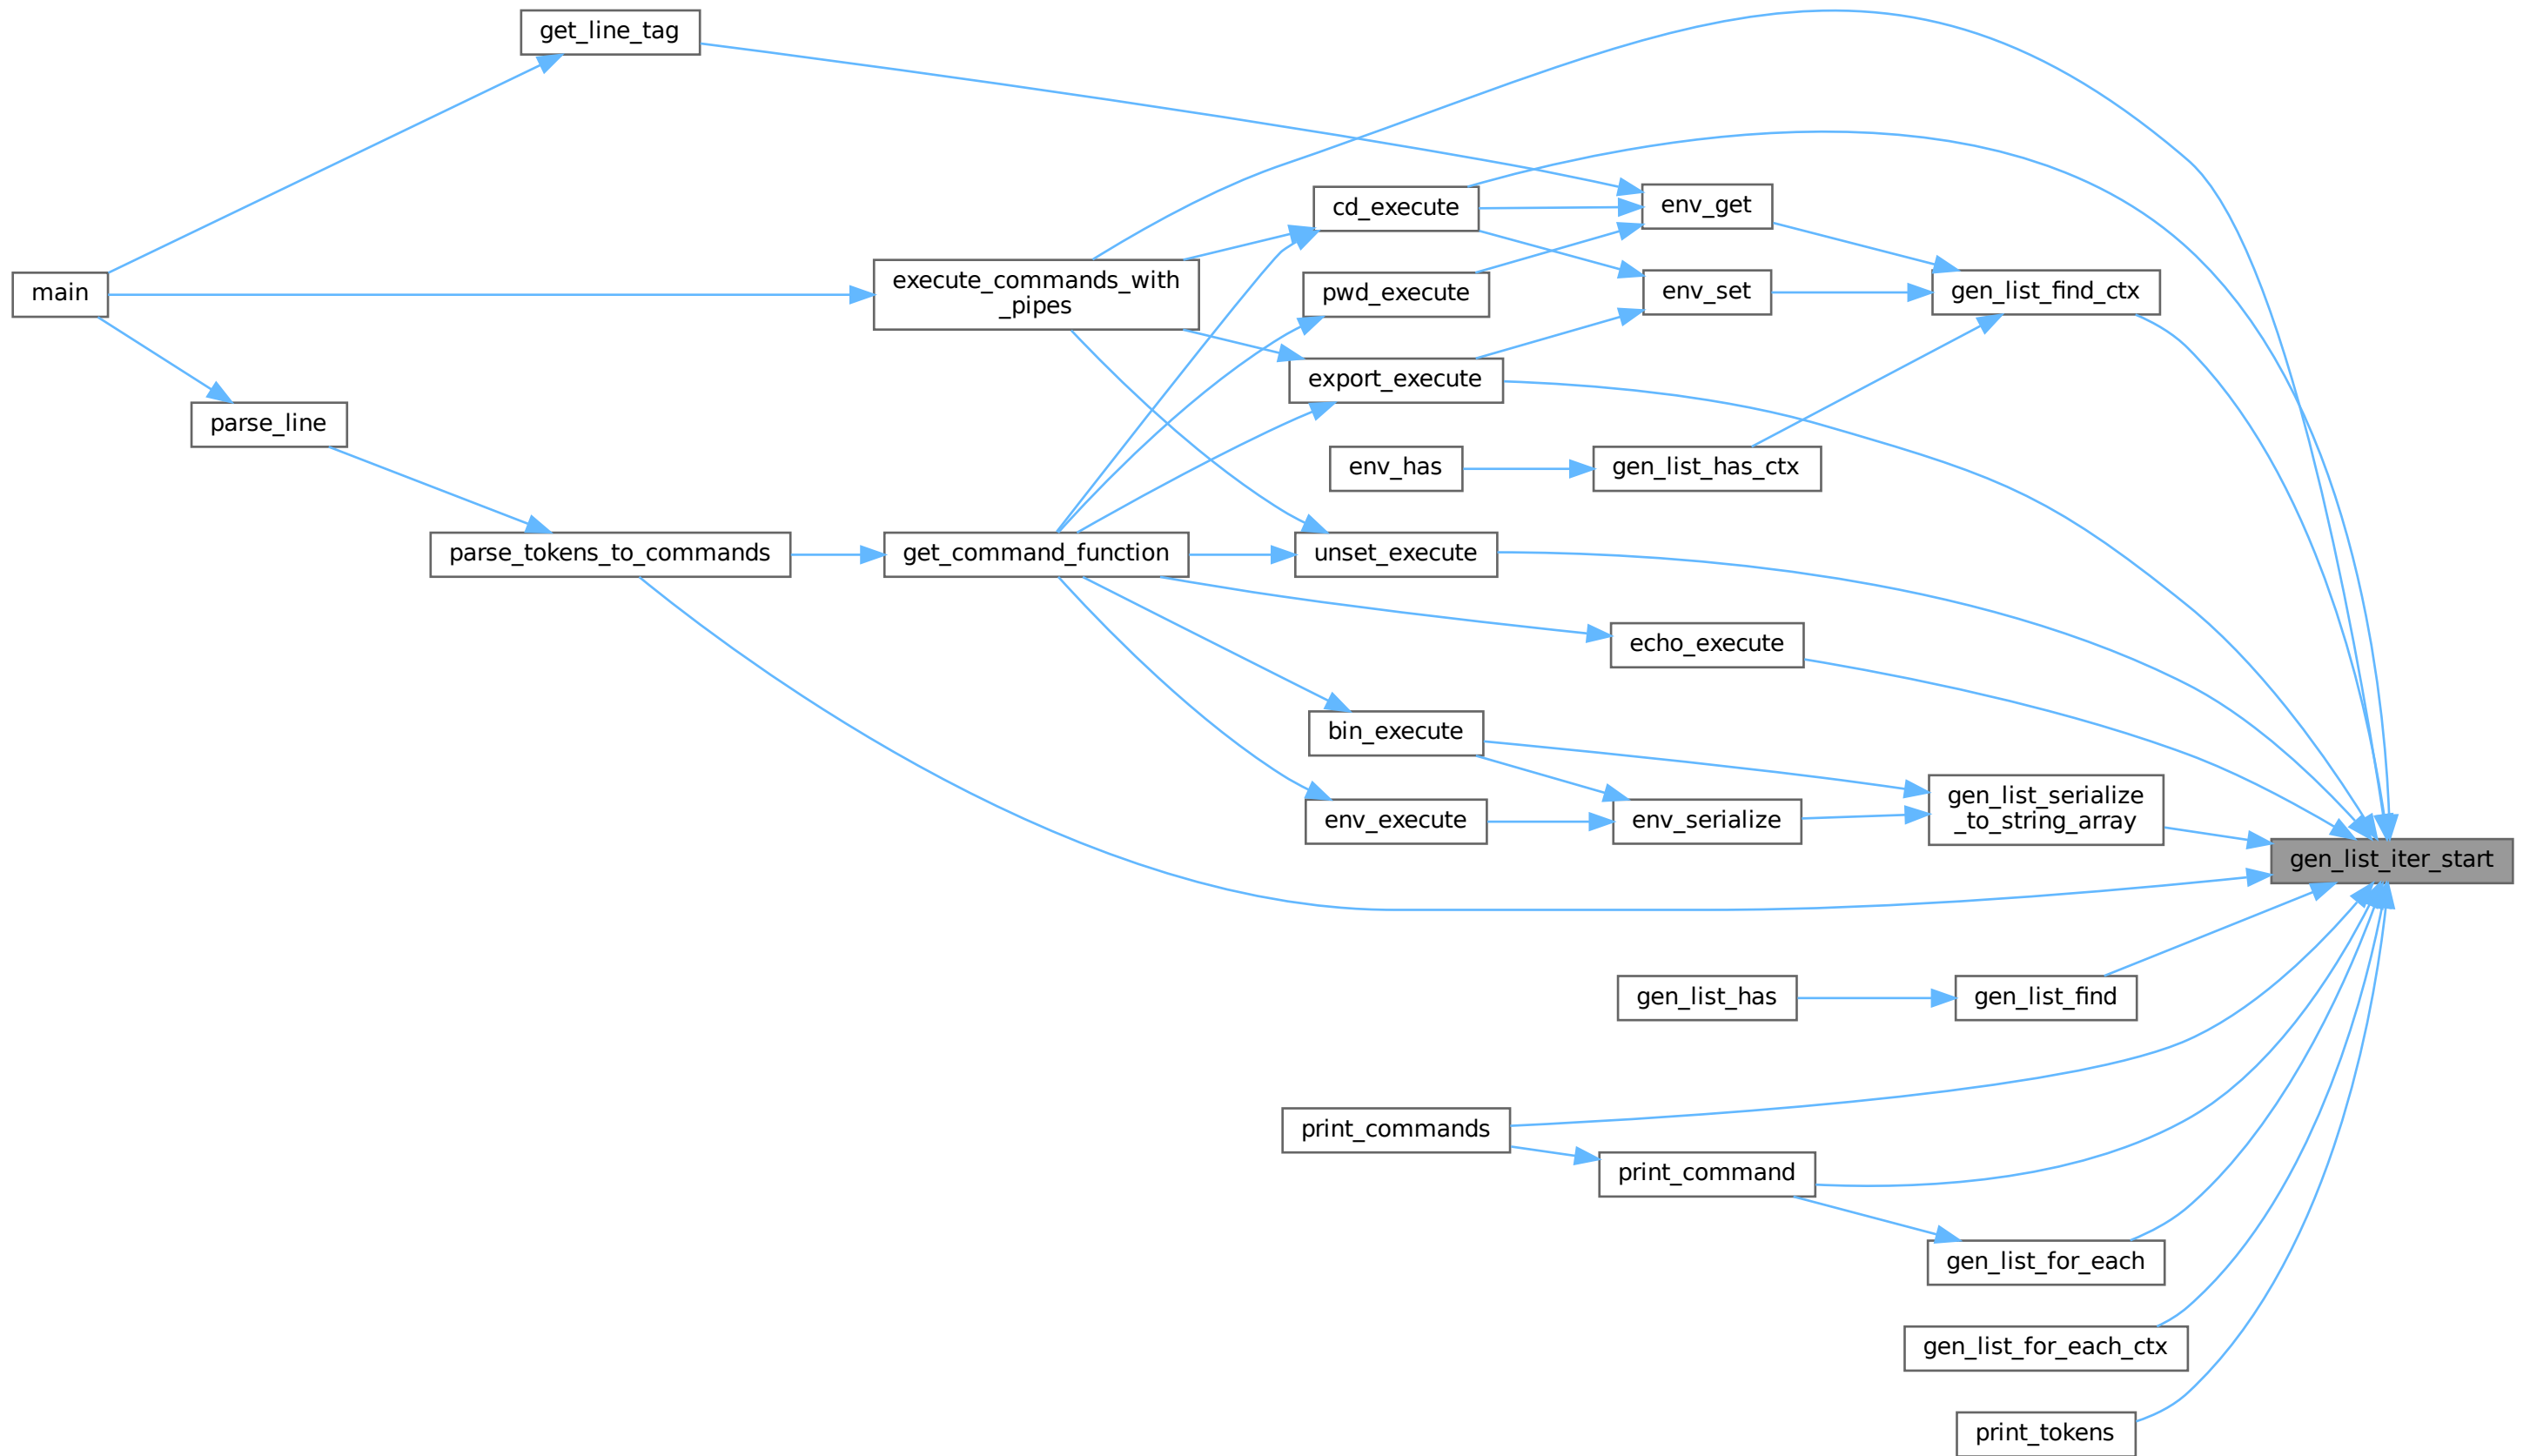 get_line_tag
cd_execute
env_get
main
execute_commands_with
_pipes
pwd_execute
env_set
gen_list_find_ctx
export_execute
parse_line
env_has
gen_list_has_ctx
parse_tokens_to_commands
get_command_function
unset_execute
echo_execute
bin_execute
gen_list_serialize
_to_string_array
env_execute
env_serialize
gen_list_iter_start
gen_list_has
gen_list_find
print_commands
print_command
gen_list_for_each
gen_list_for_each_ctx
print_tokens